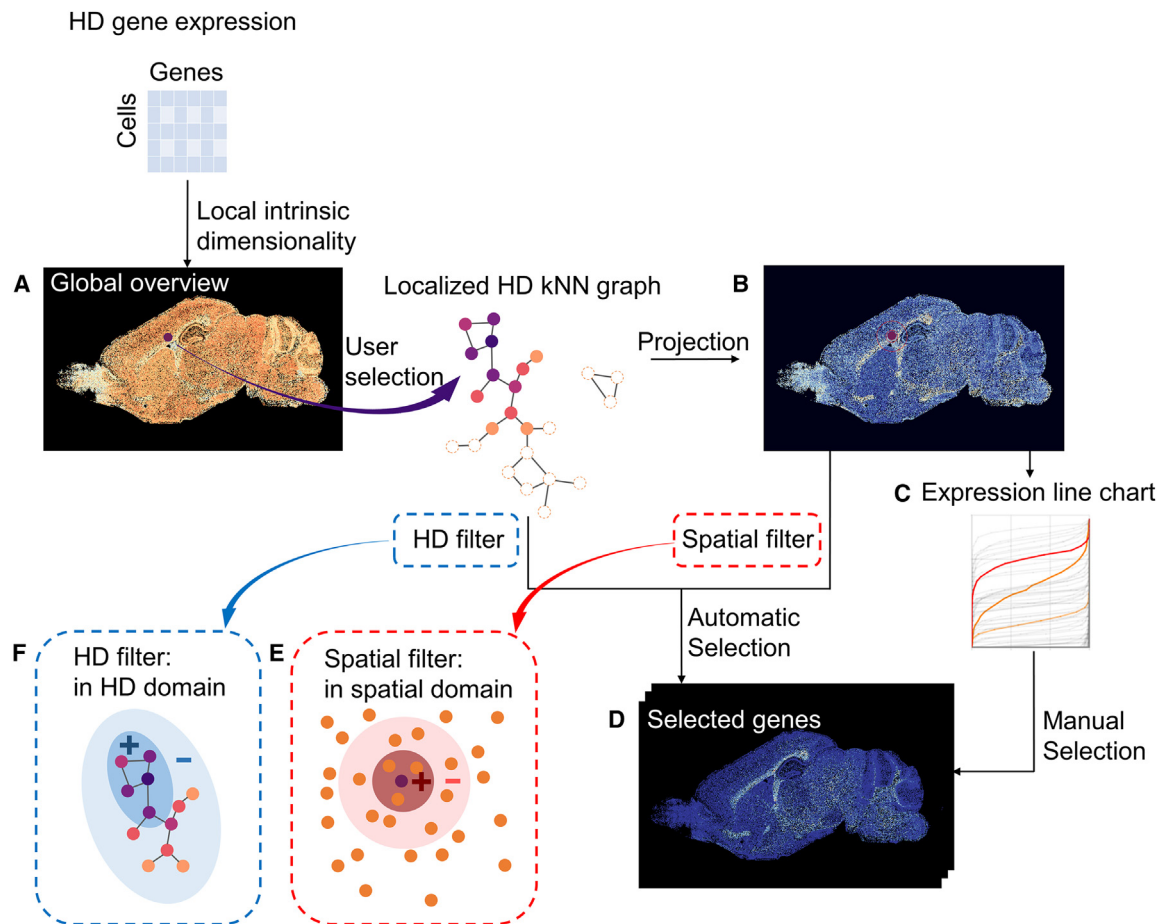 HD gene expression
Genes
Cells
Local intrinsic
dimensionality
A
Global overview
User
selection
Localized HD kNN graph
Projection
B
C
Expression line chart
HD filter
Spatial filter
Automatic
Selection
Manual
Selection
D
Selected genes
F
HD filter:
in HD domain
+
−
E
Spatial filter:
in spatial domain
+
−